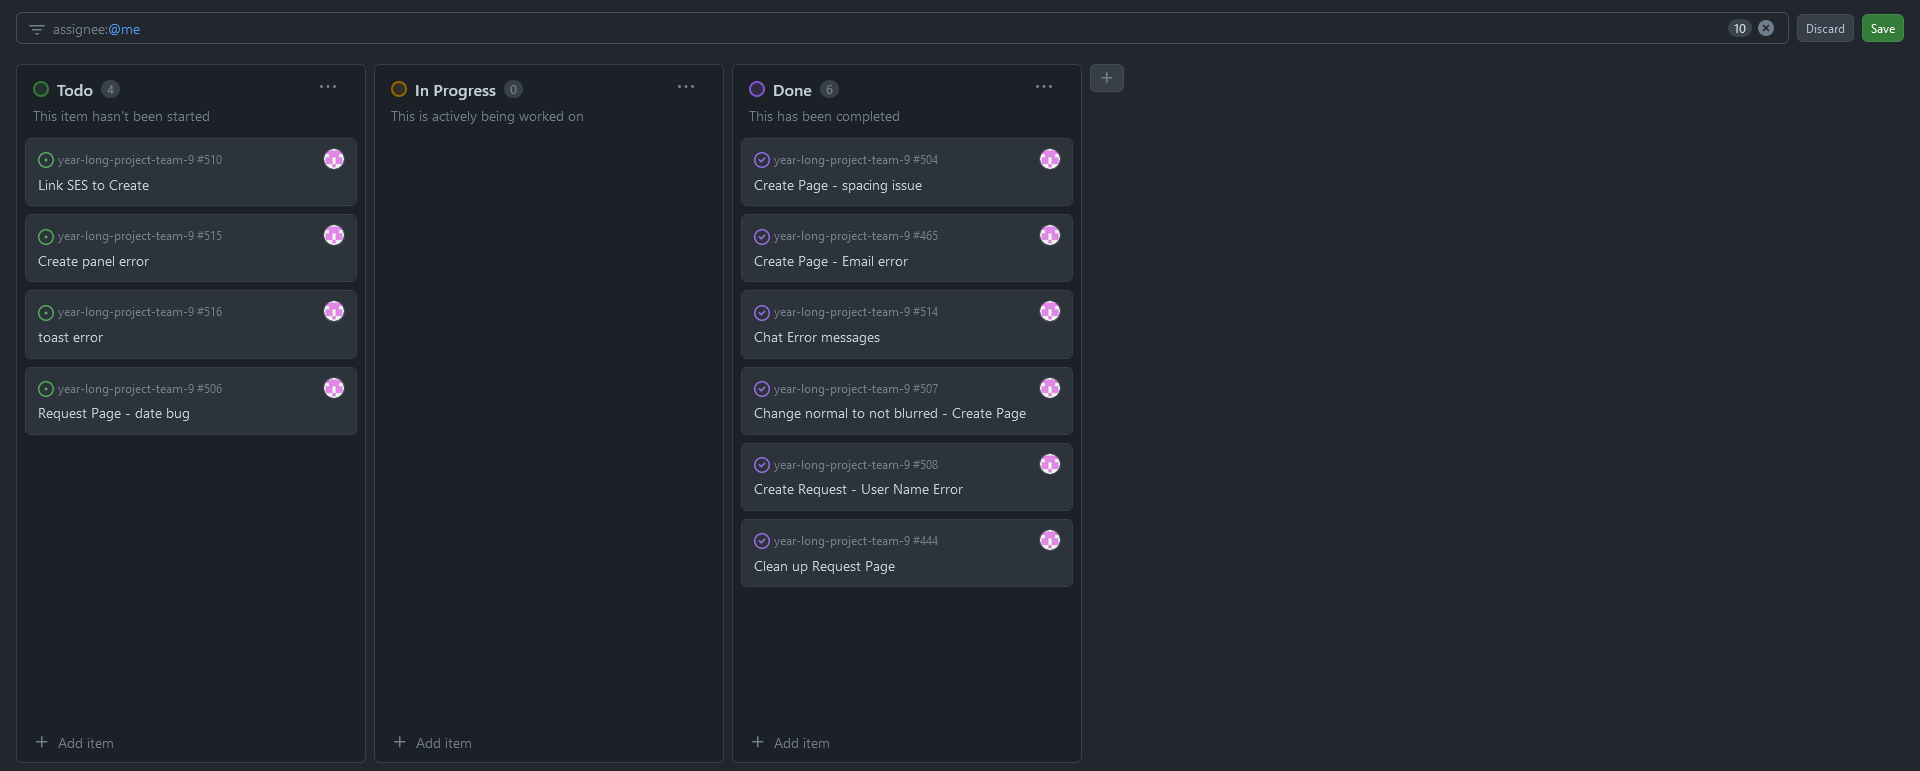 assignee:@me
10
Discard
Save
Todo 4
This item hasn't been started
year-long-project-team-9 #510
Link SES to Create
year-long-project-team-9 #515
Create panel error
year-long-project-team-9 #516
toast error
year-long-project-team-9 #506
Request Page - date bug
+ Add item
In Progress 0
This is actively being worked on
+ Add item
Done 6
This has been completed
year-long-project-team-9 #504
Create Page - spacing issue
year-long-project-team-9 #465
Create Page - Email error
year-long-project-team-9 #514
Chat Error messages
year-long-project-team-9 #507
Change normal to not blurred - Create Page
year-long-project-team-9 #508
Create Request - User Name Error
year-long-project-team-9 #444
Clean up Request Page
+ Add item